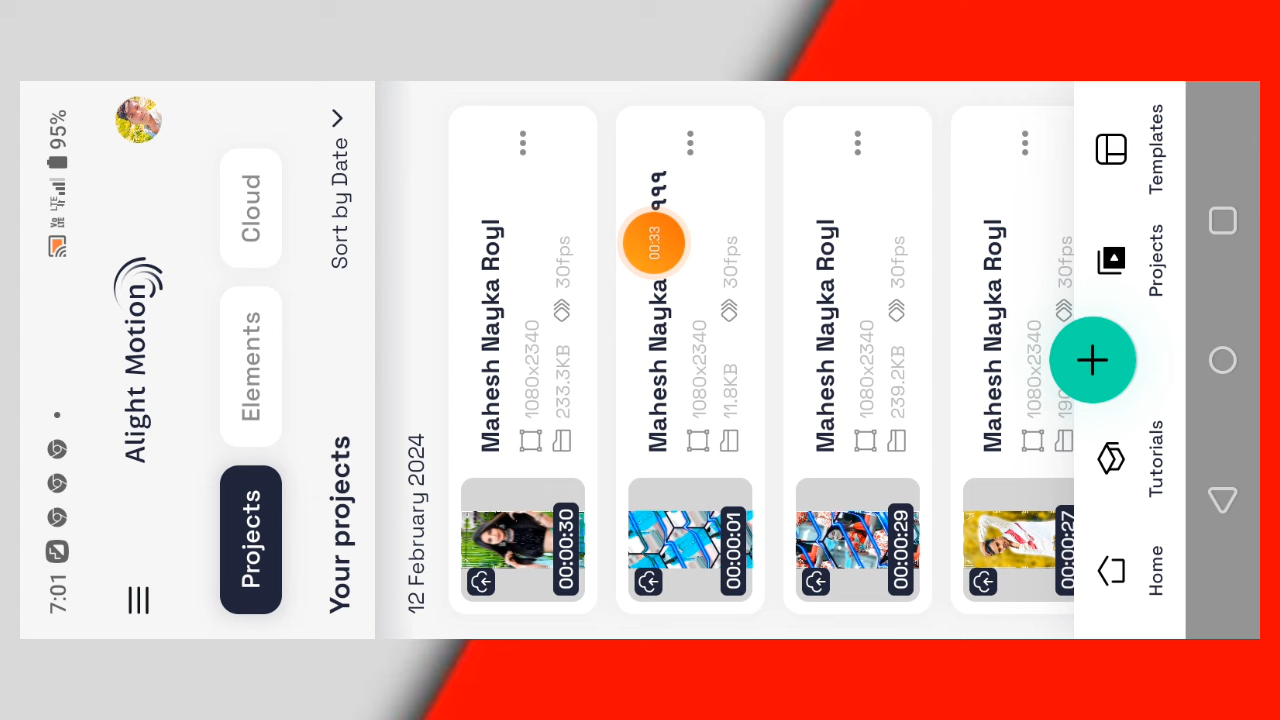 7:01
VoLTE LTE 95%
Alight Motion
Projects Elements Cloud
Your projects Sort by Date
12 February 2024
Mahesh Nayka Royl
1080x2340
233.3KB 30fps
00:00:30
Mahesh Nayka
00:33
1080x2340
11.8KB 30fps
00:00:01
Mahesh Nayka Royl
1080x2340
239.2KB 30fps
00:00:29
Mahesh Nayka Royl
1080x2340
30fps
00:00:27
Home Tutorials Projects Templates